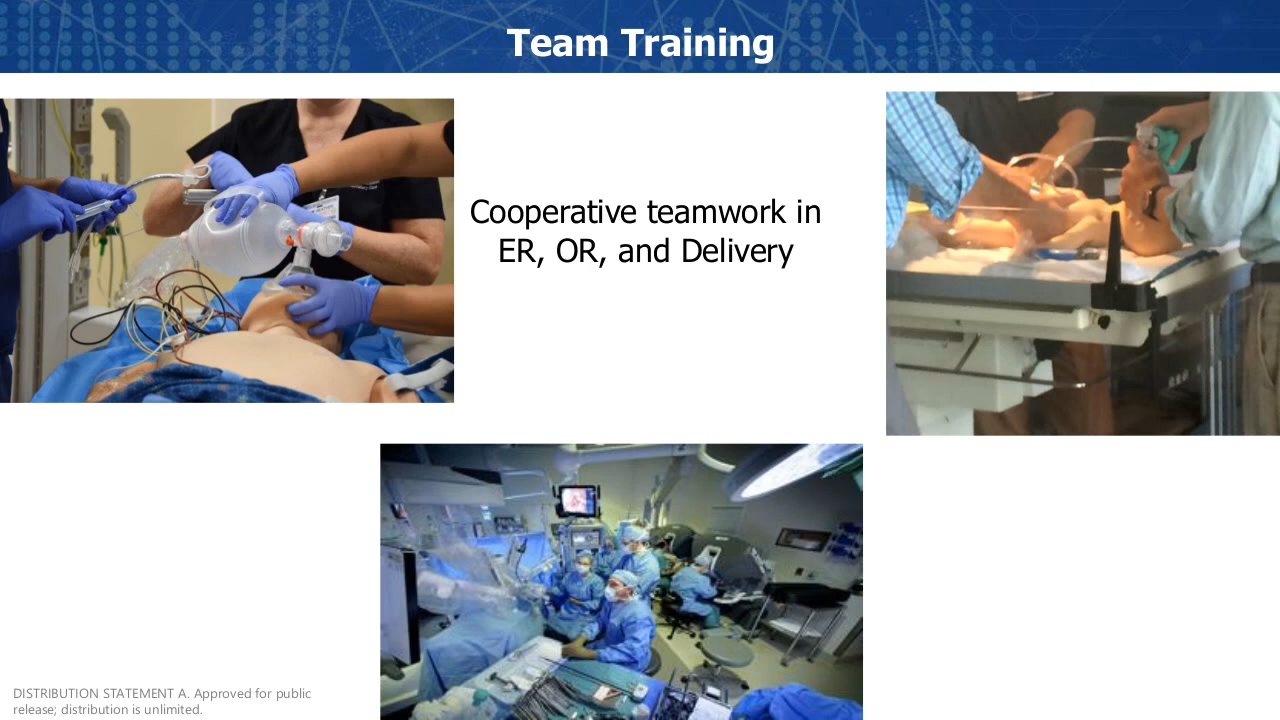 Team Training
Cooperative teamwork in
ER, OR, and Delivery
DISTRIBUTION STATEMENT A. Approved for public
release; distribution is unlimited.